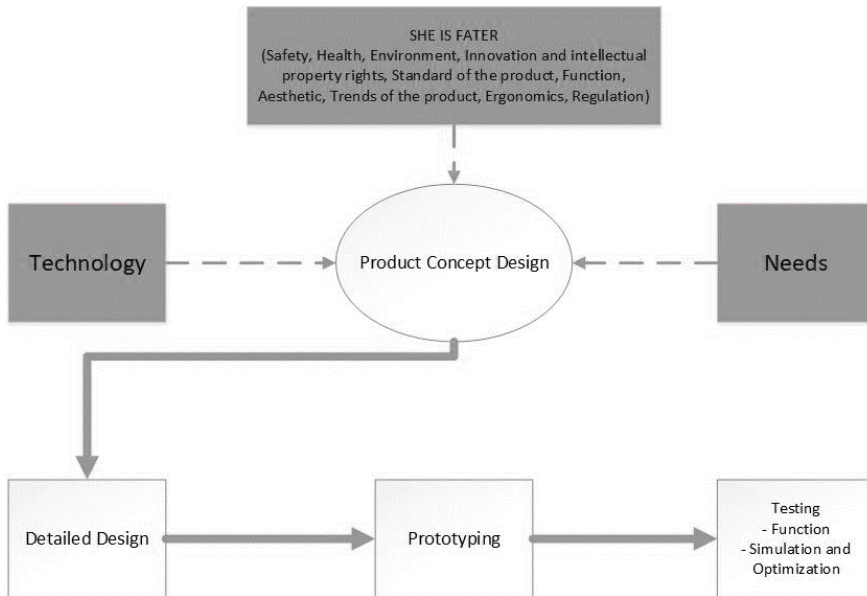 SHE IS FATER
(Safety, Health, Environment, Innovation and intellectual
property rights, Standard of the product, Function,
Aesthetic, Trends of the product, Ergonomics, Regulation)
Technology
Product Concept Design
Needs
Detailed Design
Prototyping
Testing
- Function
- Simulation and
Optimization